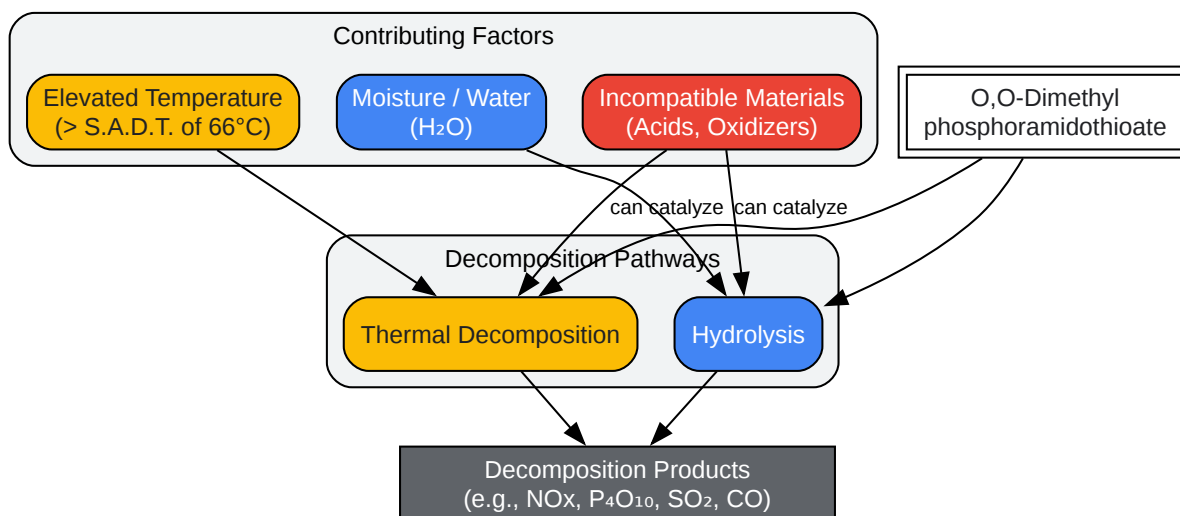 Contributing Factors
Elevated Temperature
(> S.A.D.T. of 66°C)
Moisture / Water
(H₂O)
Incompatible Materials
(Acids, Oxidizers)
O,O-Dimethyl
phosphoramidothioate
can catalyze
can catalyze
Decomposition Pathways
Thermal Decomposition
Hydrolysis
Decomposition Products
(e.g., NOx, P₄O₁₀, SO₂, CO)